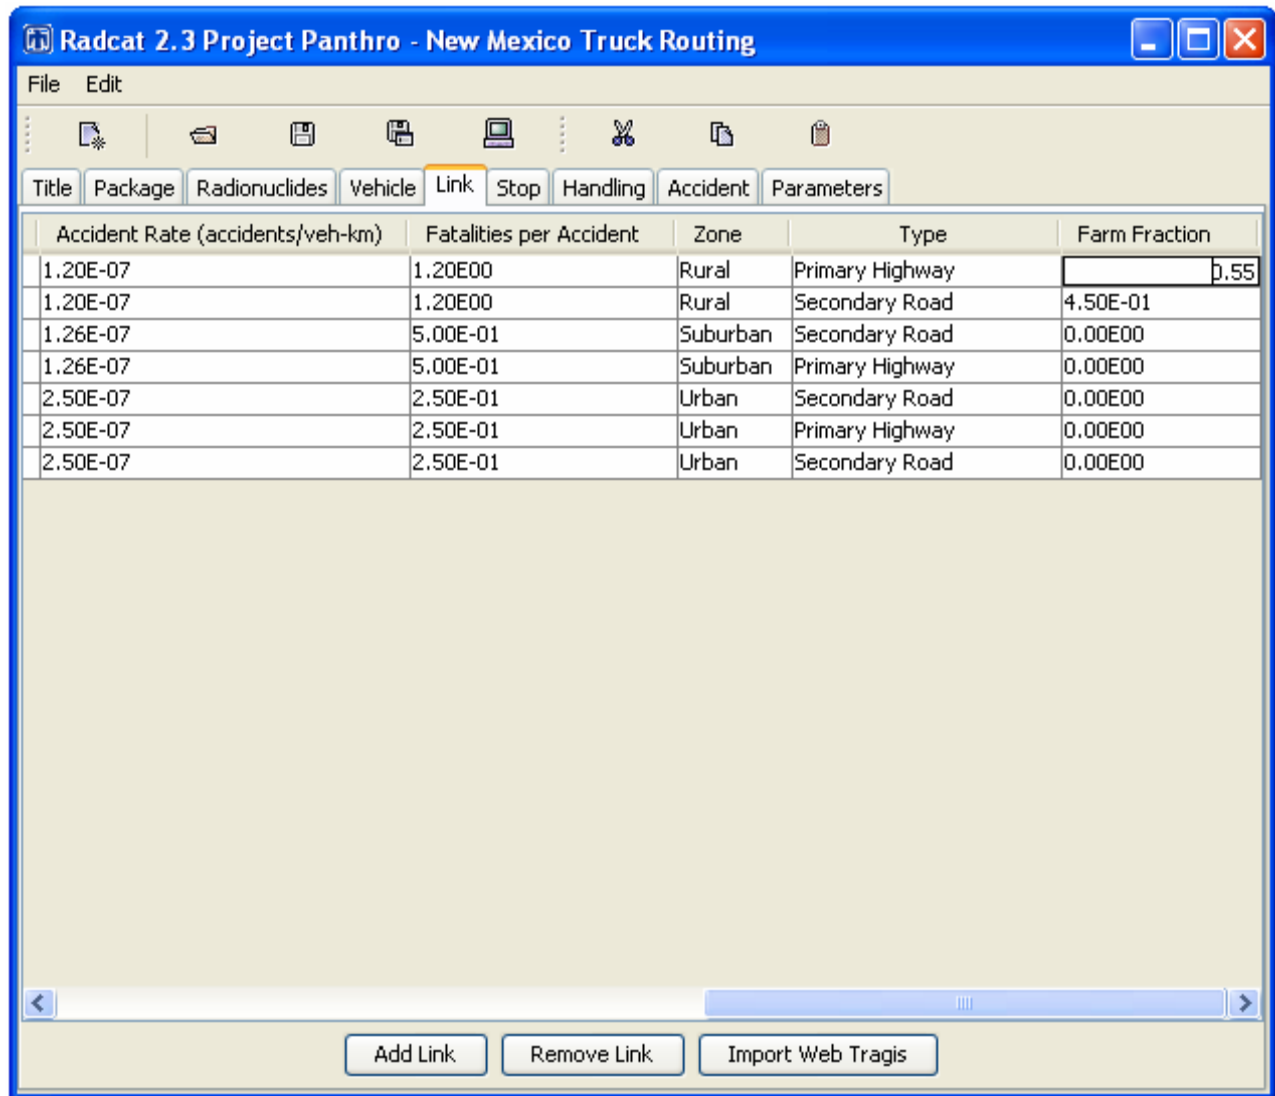 Radcat 2.3 Project Panthro - New Mexico Truck Routing
File Edit
Title Package Radionuclides Vehicle Link Stop Handling Accident Parameters
Accident Rate (accidents/veh-km) Fatalities per Accident Zone Type Farm Fraction
1.20E-07 1.20E00 Rural Primary Highway 0.55
1.20E-07 1.20E00 Rural Secondary Road 4.50E-01
1.26E-07 5.00E-01 Suburban Secondary Road 0.00E00
1.26E-07 5.00E-01 Suburban Primary Highway 0.00E00
2.50E-07 2.50E-01 Urban Secondary Road 0.00E00
2.50E-07 2.50E-01 Urban Primary Highway 0.00E00
2.50E-07 2.50E-01 Urban Secondary Road 0.00E00
Add Link Remove Link Import Web Tragis